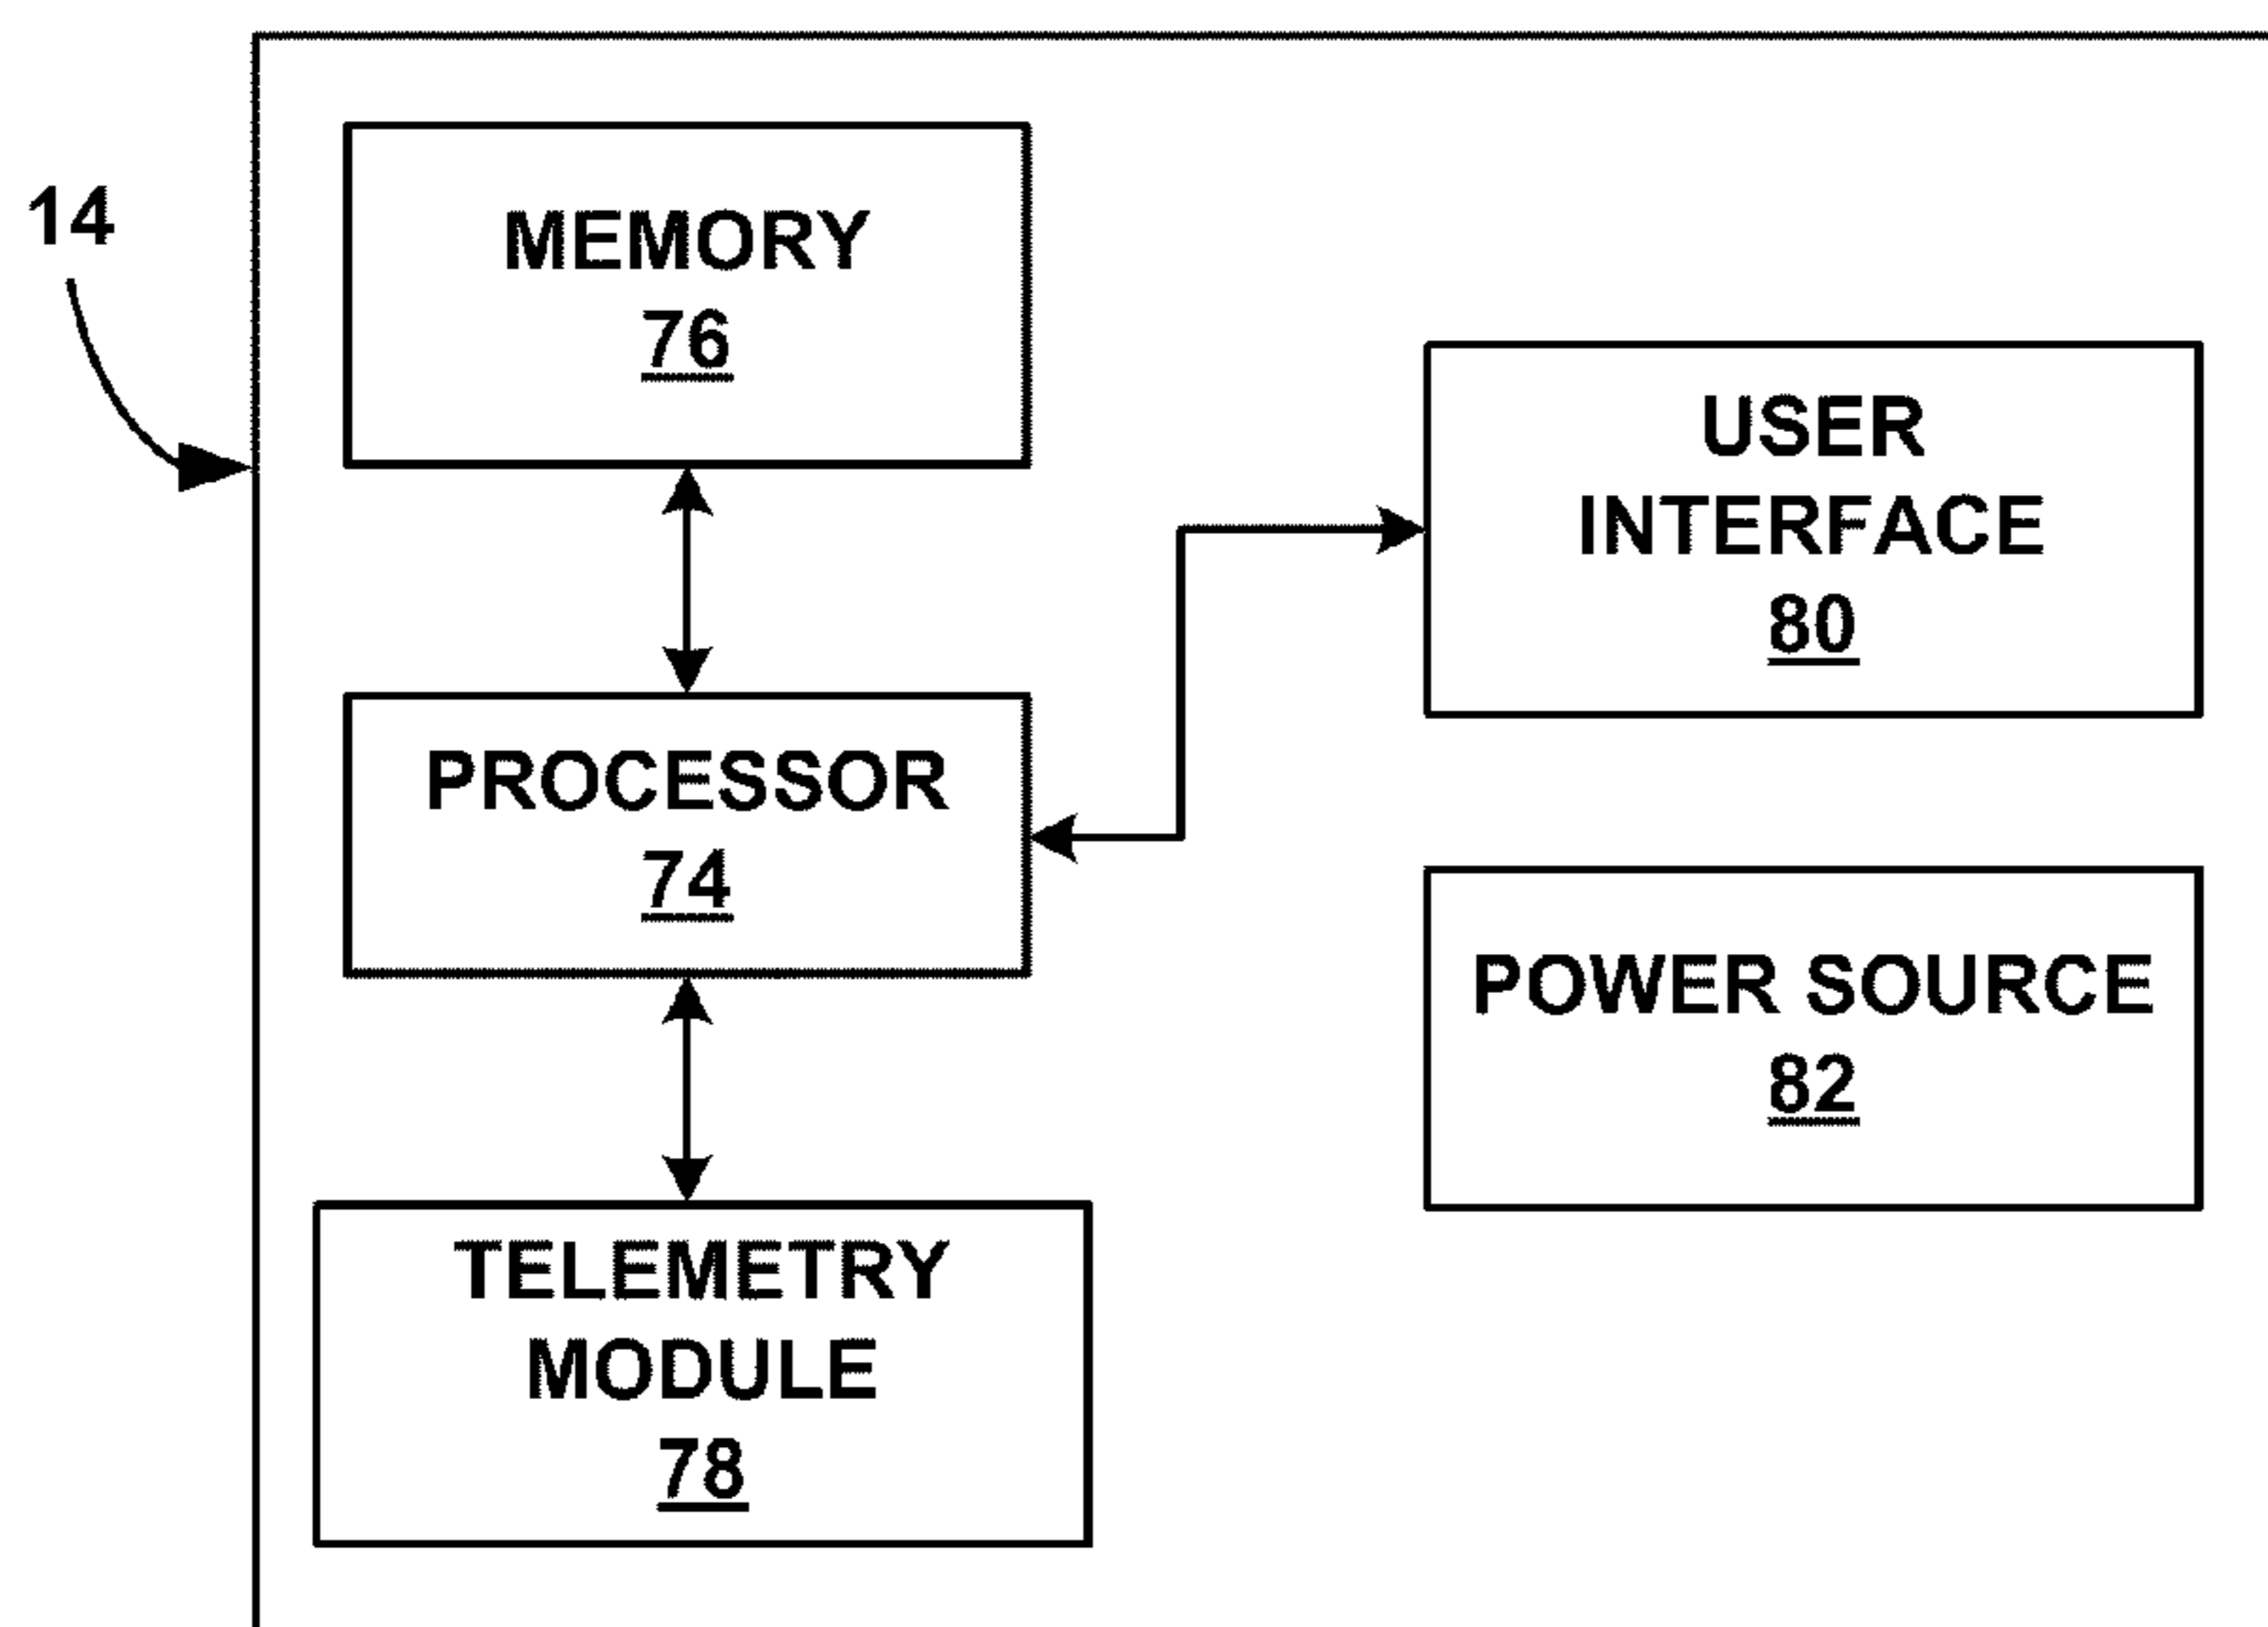 14
MEMORY
76
USER
INTERFACE
80
PROCESSOR
74
POWER SOURCE
82
TELEMETRY
MODULE
78